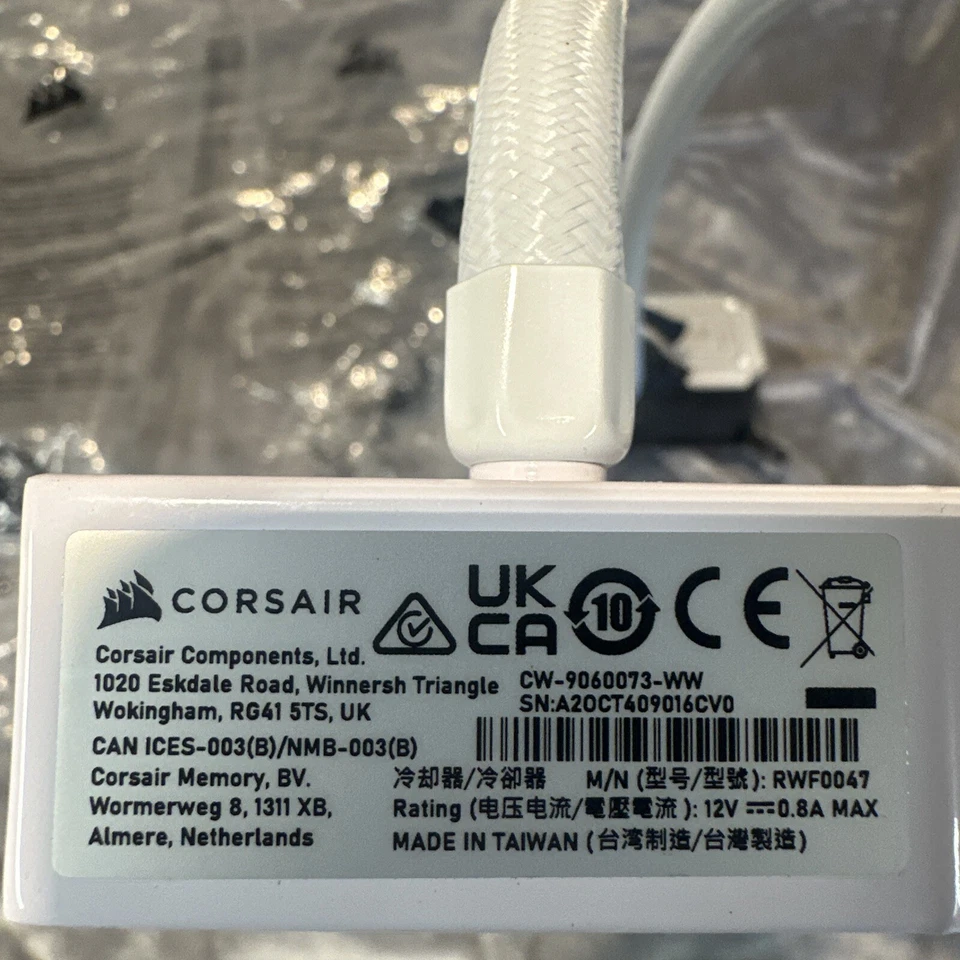 CORSAIR
UK
CA
10
CE
Corsair Components, Ltd.
1020 Eskdale Road, Winnersh Triangle
Wokingham, RG41 5TS, UK
CW-9060073-WW
SN:A2OCT409016CV0
CAN ICES-003(B)/NMB-003(B)
Corsair Memory, BV.
Wormerweg 8, 1311 XB,
Almere, Netherlands
冷却器/冷卻器 M/N (型号/型號): RWF0047
Rating (电压电流/電壓電流): 12V ⎓0.8A MAX
MADE IN TAIWAN (台湾制造/台灣製造)